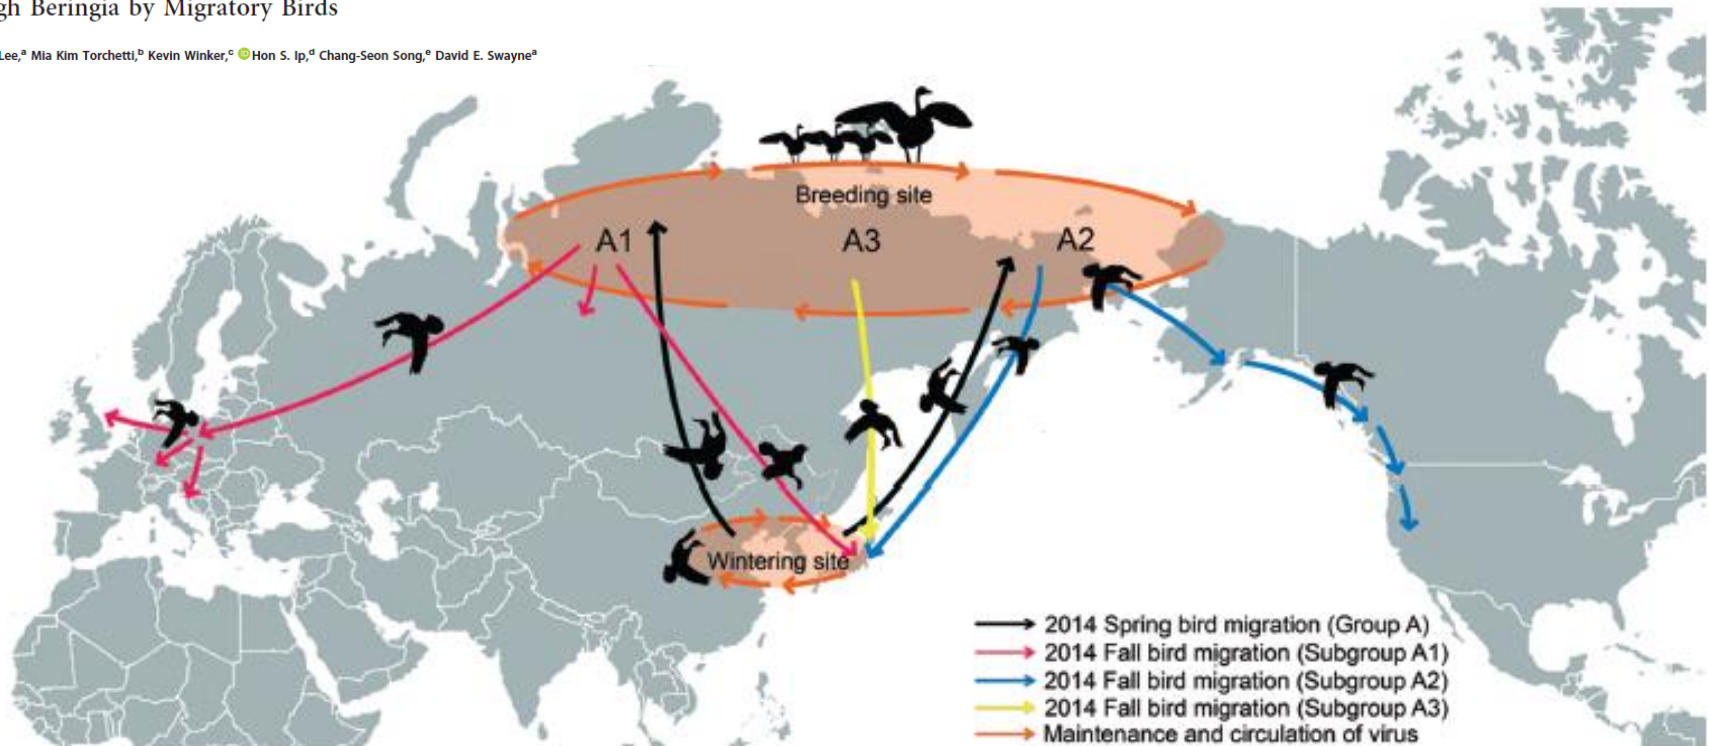 gh Beringia by Migratory Birds
Lee,a Mia Kim Torchetti,b Kevin Winker,c Hon S. Ip,d Chang-Seon Song,e David E. Swaynea
Breeding site
A1 A3 A2
Wintering site
2014 Spring bird migration (Group A)
2014 Fall bird migration (Subgroup A1)
2014 Fall bird migration (Subgroup A2)
2014 Fall bird migration (Subgroup A3)
Maintenance and circulation of virus